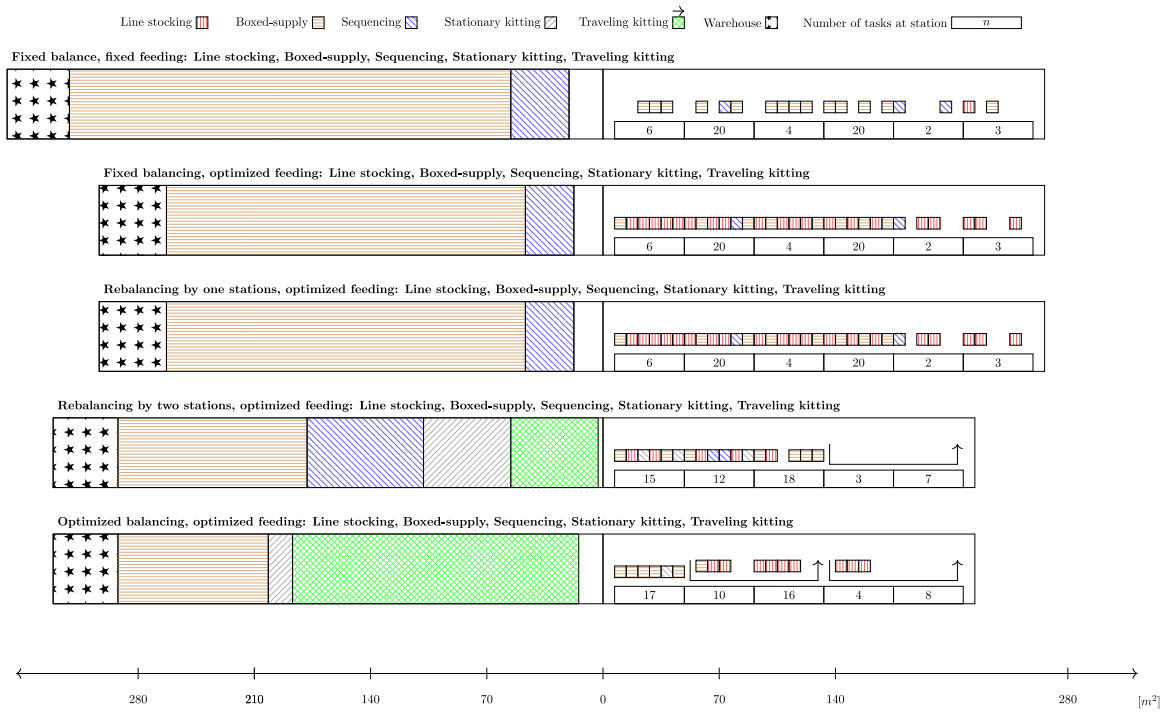 Line stocking Boxed-supply Sequencing Stationary kitting Traveling kitting Warehouse Number of tasks at station n
Fixed balance, fixed feeding: Line stocking, Boxed-supply, Sequencing, Stationary kitting, Traveling kitting
6 20 4 20 2 3
Fixed balancing, optimized feeding: Line stocking, Boxed-supply, Sequencing, Stationary kitting, Traveling kitting
6 20 4 20 2 3
Rebalancing by one stations, optimized feeding: Line stocking, Boxed-supply, Sequencing, Stationary kitting, Traveling kitting
6 20 4 20 2 3
Rebalancing by two stations, optimized feeding: Line stocking, Boxed-supply, Sequencing, Stationary kitting, Traveling kitting
15 12 18 3 7
Optimized balancing, optimized feeding: Line stocking, Boxed-supply, Sequencing, Stationary kitting, Traveling kitting
17 10 16 4 8
280 210 140 70 0 70 140 280 [m²]